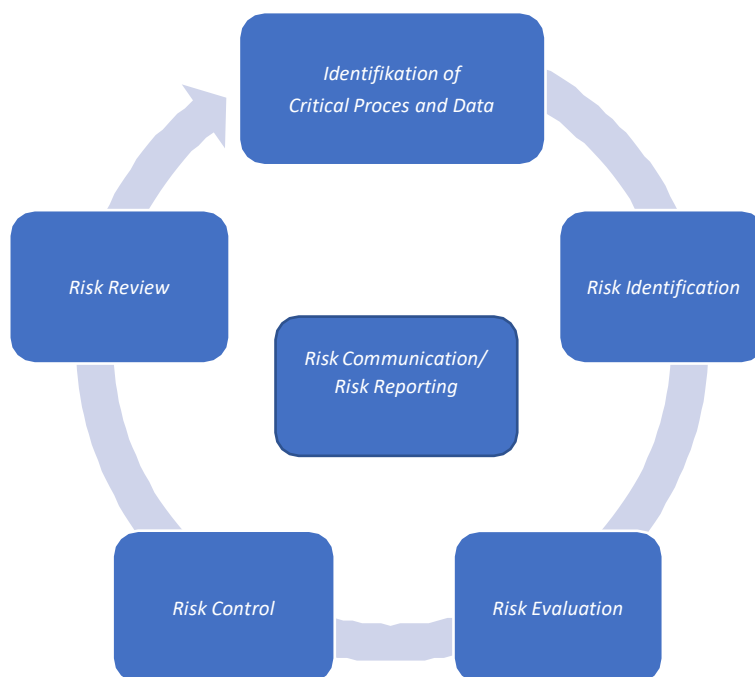 Identifikation of
Critical Proces and Data
Risk Review
Risk Identification
Risk Communication/
Risk Reporting
Risk Control
Risk Evaluation